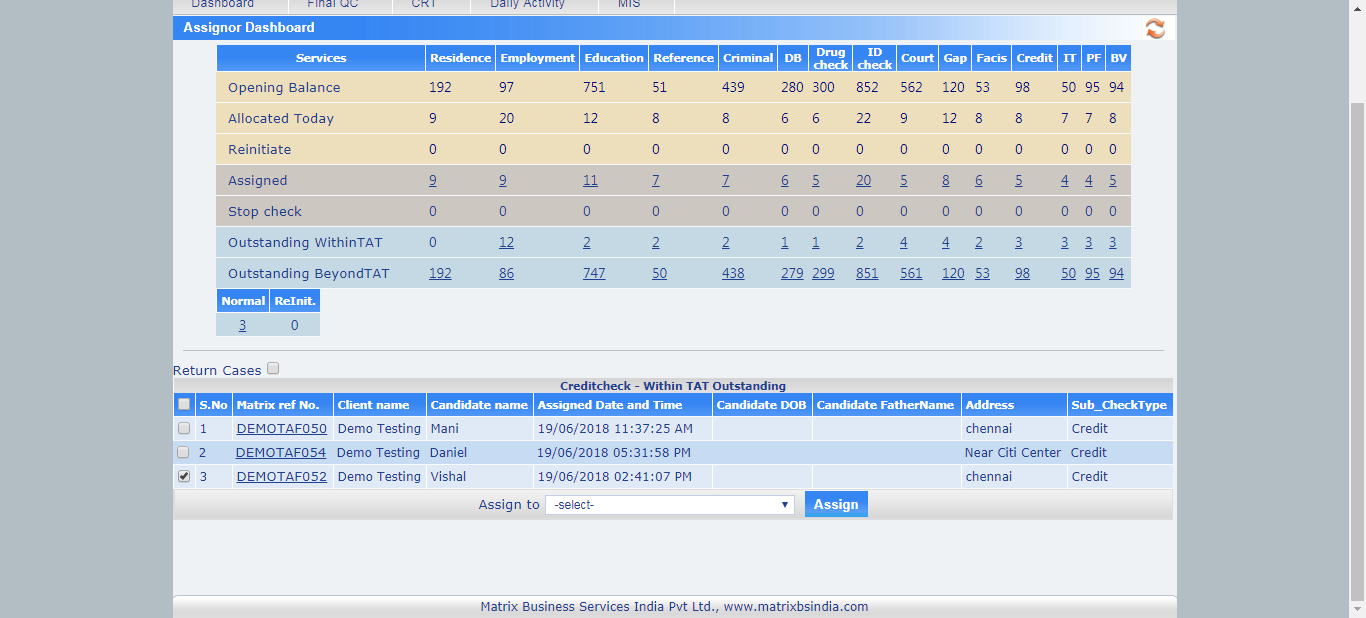 Dashboard Final QC CRT Daily Activity MIS
Assignor Dashboard
Services Residence Employment Education Reference Criminal DB Drug check ID check Court Gap Facis Credit IT PF BV
Opening Balance 192 97 751 51 439 280 300 852 562 120 53 98 50 95 94
Allocated Today 9 20 12 8 8 6 6 22 9 12 8 8 7 7 8
Reinitiate 0 0 0 0 0 0 0 0 0 0 0 0 0 0 0
Assigned 9 9 11 7 7 6 5 20 5 8 6 5 4 4 5
Stop check 0 0 0 0 0 0 0 0 0 0 0 0 0 0 0
Outstanding WithinTAT 0 12 2 2 2 1 1 2 4 4 2 3 3 3 3
Outstanding BeyondTAT 192 86 747 50 438 279 299 851 561 120 53 98 50 95 94
Normal ReInit.
3 0
Return Cases
Creditcheck - Within TAT Outstanding
S.No Matrix ref No. Client name Candidate name Assigned Date and Time Candidate DOB Candidate FatherName Address Sub_CheckType
1 DEMOTAF050 Demo Testing Mani 19/06/2018 11:37:25 AM chennai Credit
2 DEMOTAF054 Demo Testing Daniel 19/06/2018 05:31:58 PM Near Citi Center Credit
3 DEMOTAF052 Demo Testing Vishal 19/06/2018 02:41:07 PM chennai Credit
Assign to -select- Assign
Matrix Business Services India Pvt Ltd., www.matrixbsindia.com